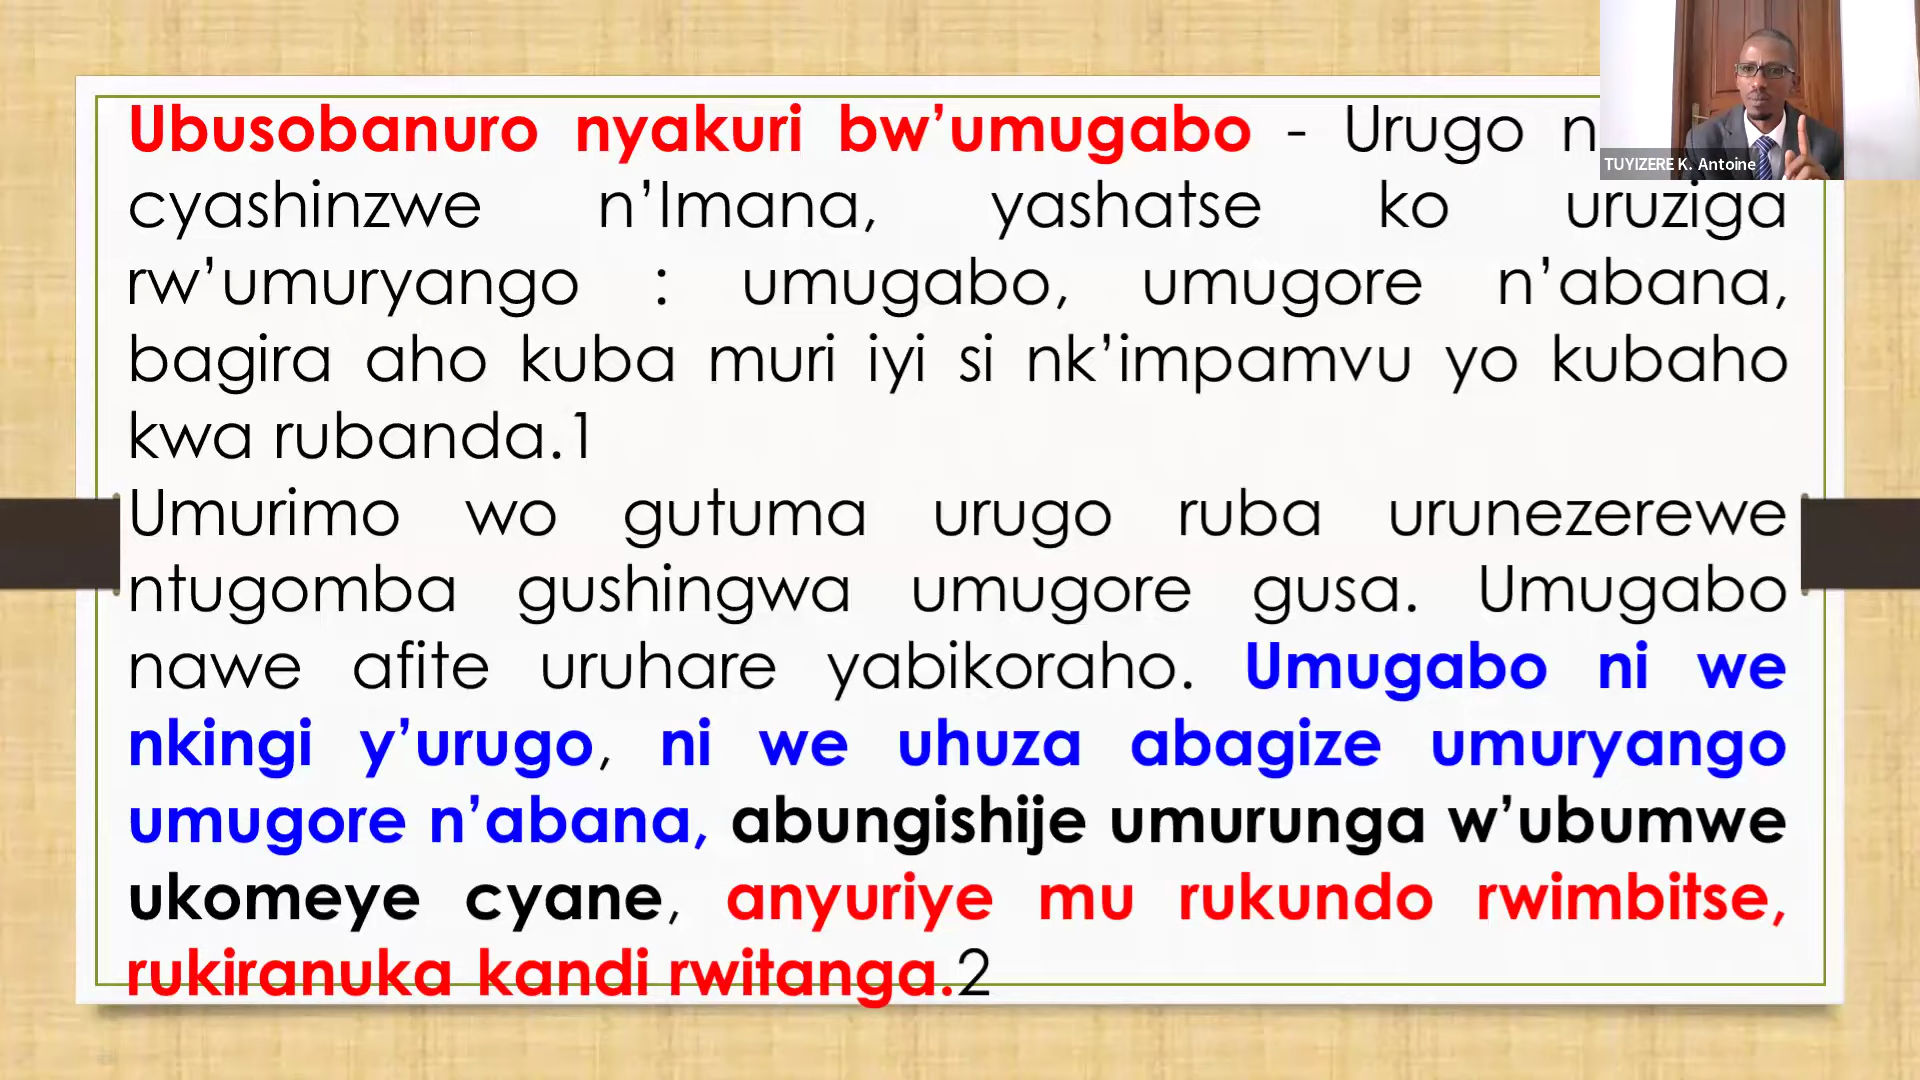 Ubusobanuro nyakuri bw’umugabo - Urugo
cyashinzwe n’Imana, yashatse ko uruziga
rw’umuryango : umugabo, umugore n’abana,
bagira aho kuba muri iyi si nk’impamvu yo kubaho
kwa rubanda.1
Umurimo wo gutuma urugo ruba urunezerewe
ntugomba gushingwa umugore gusa. Umugabo
nawe afite uruhare yabikoraho. Umugabo ni we
nkingi y’urugo, ni we uhuza abagize umuryango
umugore n’abana, abungishije umurunga w’ubumwe
ukomeye cyane, anyuriye mu rukundo rwimbitse,
rukiranuka kandi rwitanga.2
TUYIZERE K. Antoine